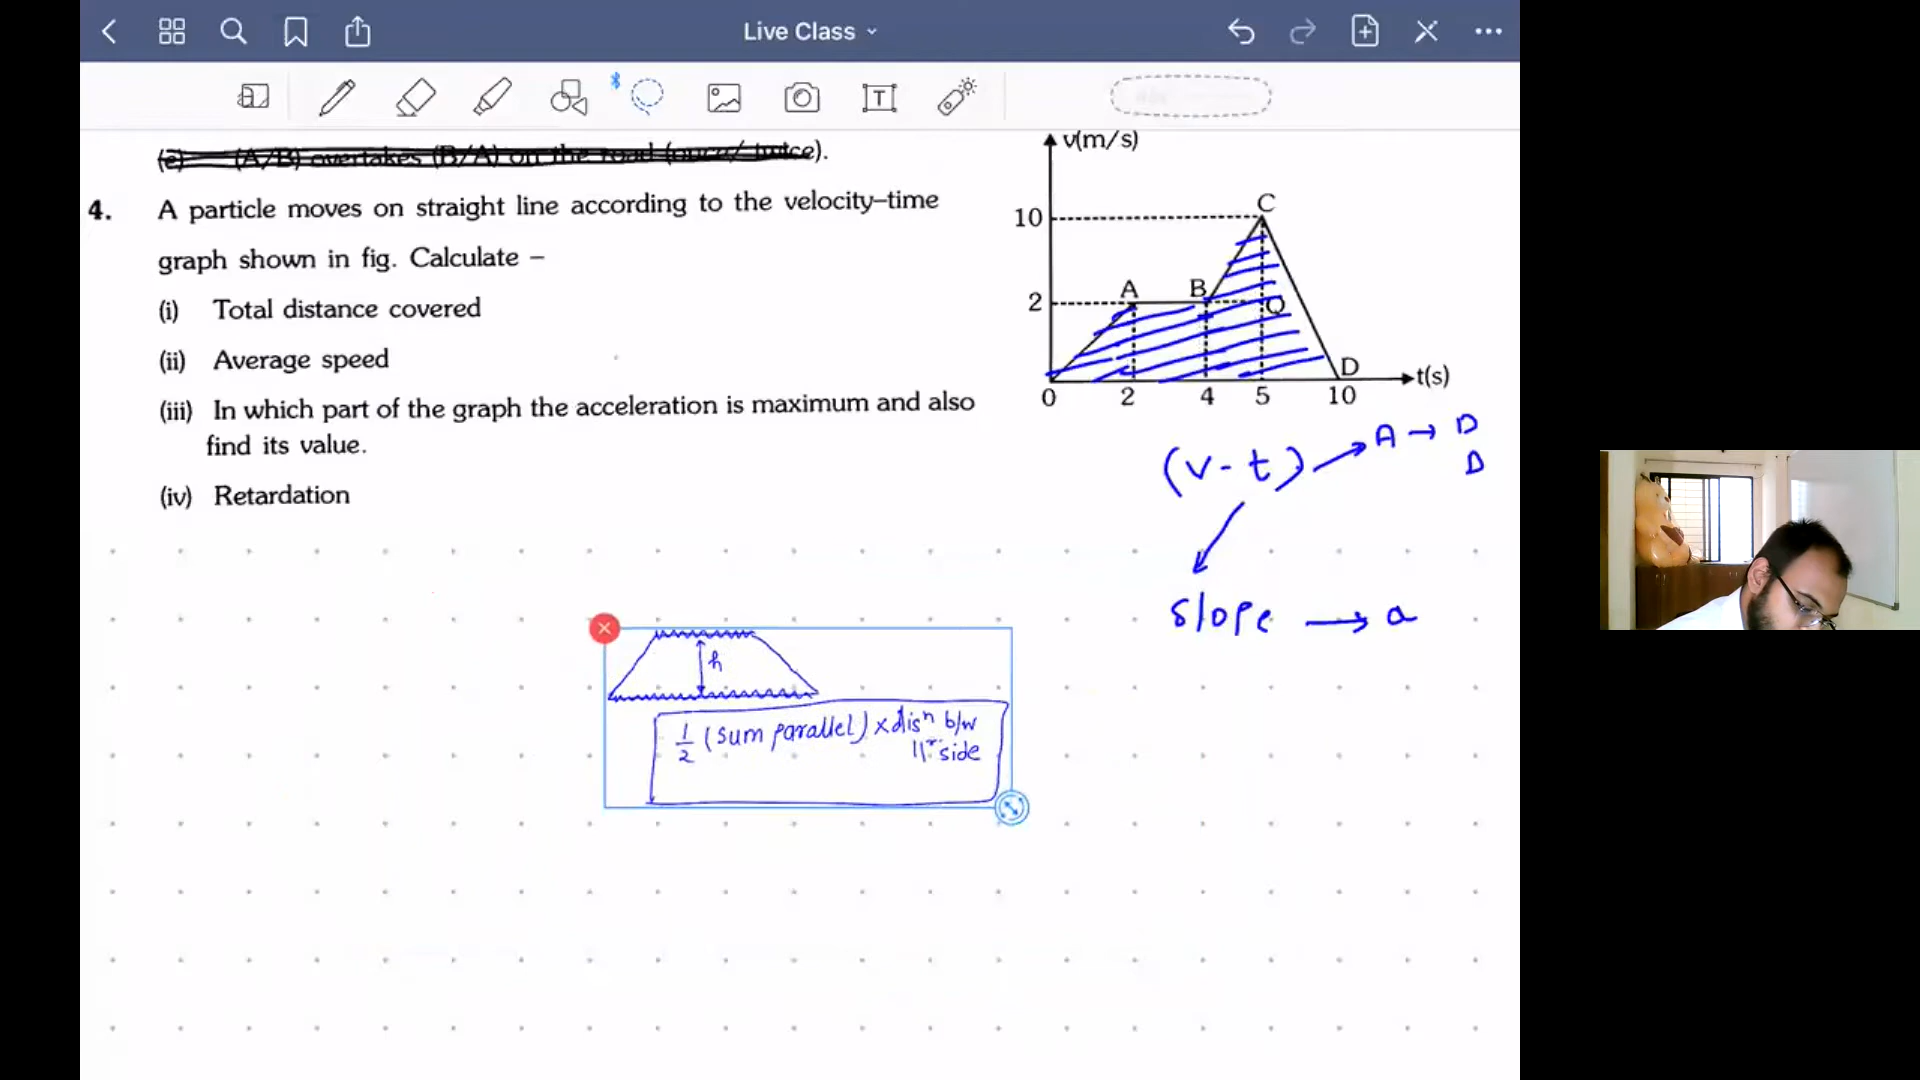 Live Class
(e) (A/B) overtakes (B/A) on the road (once/ twice).
4. A particle moves on straight line according to the velocity–time
graph shown in fig. Calculate –
(i) Total distance covered
(ii) Average speed
(iii) In which part of the graph the acceleration is maximum and also
find its value.
(iv) Retardation
v(m/s)
C
10
A
B
2
Q
D
t(s)
0 2 4 5 10
(v - t) → A → D
D
slope → a
h
1/2 (sum parallel) × disⁿ b/w
11ʳ side